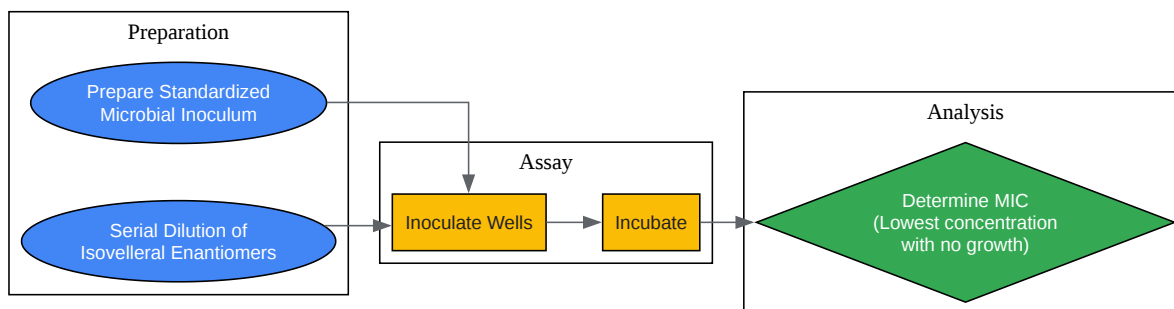 Preparation
Prepare Standardized
Microbial Inoculum
Serial Dilution of
Isovelleral Enantiomers
Assay
Inoculate Wells
Incubate
Analysis
Determine MIC
(Lowest concentration
with no growth)